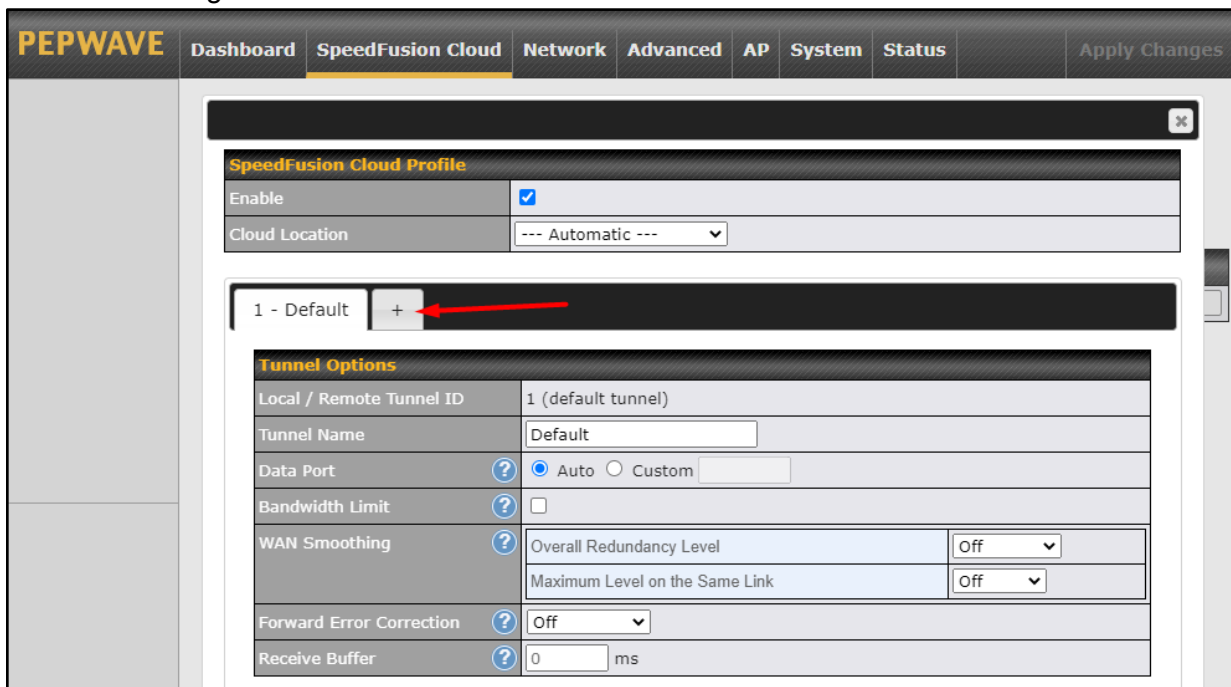 PEPWAVE Dashboard SpeedFusion Cloud Network Advanced AP System Status Apply Changes
SpeedFusion Cloud Profile
Enable
Cloud Location --- Automatic ---
1 - Default +
Tunnel Options
Local / Remote Tunnel ID 1 (default tunnel)
Tunnel Name Default
Data Port ? Auto Custom
Bandwidth Limit ?
WAN Smoothing ? Overall Redundancy Level Off
Maximum Level on the Same Link Off
Forward Error Correction ? Off
Receive Buffer ? 0 ms